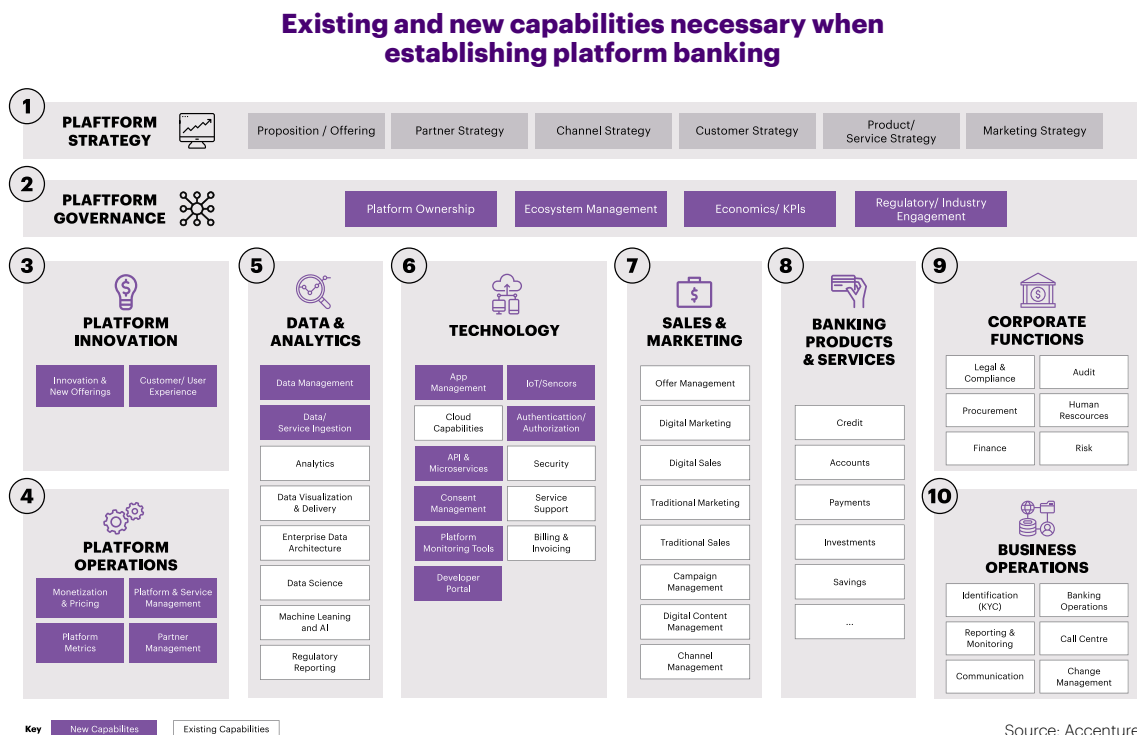 Existing and new capabilities necessary when
establishing platform banking
1
PLAFTFORM
STRATEGY
Proposition / Offering
Partner Strategy
Channel Strategy
Customer Strategy
Product/
Service Strategy
Marketing Strategy
2
PLAFTFORM
GOVERNANCE
Platform Ownership
Ecosystem Management
Economics/ KPIs
Regulatory/ Industry
Engagement
3
PLATFORM
INNOVATION
Innovation &
New Offerings
Customer/ User
Experience
4
PLATFORM
OPERATIONS
Monetization
& Pricing
Platform & Service
Management
Platform
Metrics
Partner
Management
5
DATA &
ANALYTICS
Data Management
Data/
Service Ingestion
Analytics
Data Visualization
& Delivery
Enterprise Data
Architecture
Data Science
Machine Leaning
and AI
Regulatory
Reporting
6
TECHNOLOGY
App
Management
IoT/Sencors
Cloud
Capabilities
Authenticattion/
Authorization
API &
Microservices
Security
Consent
Management
Service
Support
Platform
Monitoring Tools
Billing &
Invoicing
Developer
Portal
7
SALES &
MARKETING
Offer Management
Digital Marketing
Digital Sales
Traditional Marketing
Traditional Sales
Campaign
Management
Digital Content
Management
Channel
Management
8
BANKING
PRODUCTS
& SERVICES
Credit
Accounts
Payments
Investments
Savings
...
9
CORPORATE
FUNCTIONS
Legal &
Compliance
Audit
Procurement
Human
Rescources
Finance
Risk
10
BUSINESS
OPERATIONS
Identification
(KYC)
Banking
Operations
Reporting &
Monitoring
Call Centre
Communication
Change
Management
Key
New Capabilites
Existing Capabilities
Source: Accenture